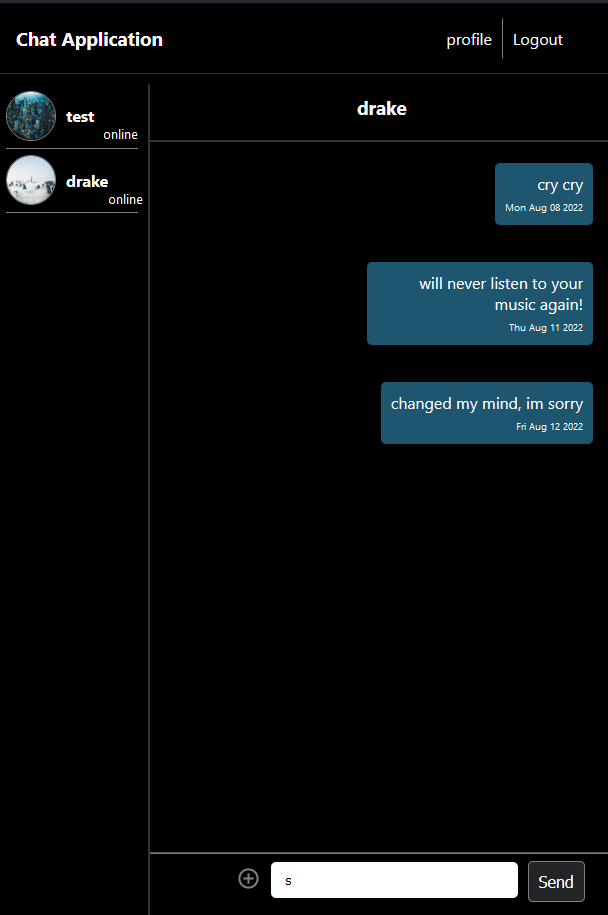 Chat Application
profile
Logout
test
online
drake
online
drake
cry cry
Mon Aug 08 2022
will never listen to your
music again!
Thu Aug 11 2022
changed my mind, im sorry
Fri Aug 12 2022
s
Send